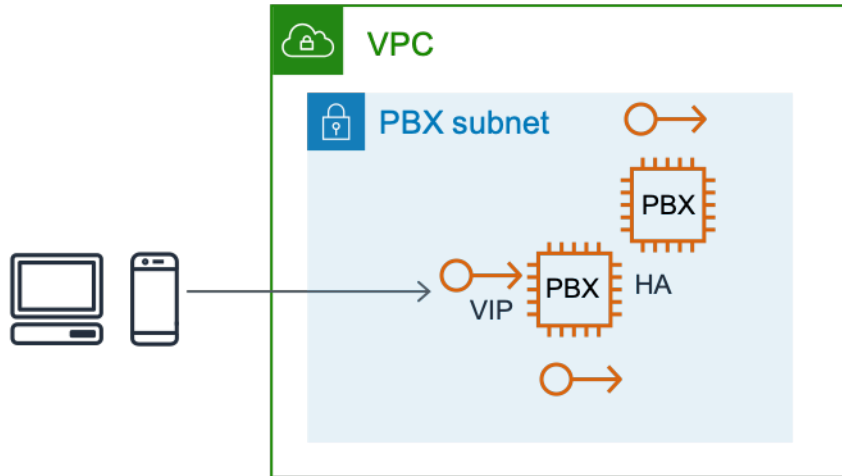 VPC
PBX subnet
PBX
PBX
HA
VIP